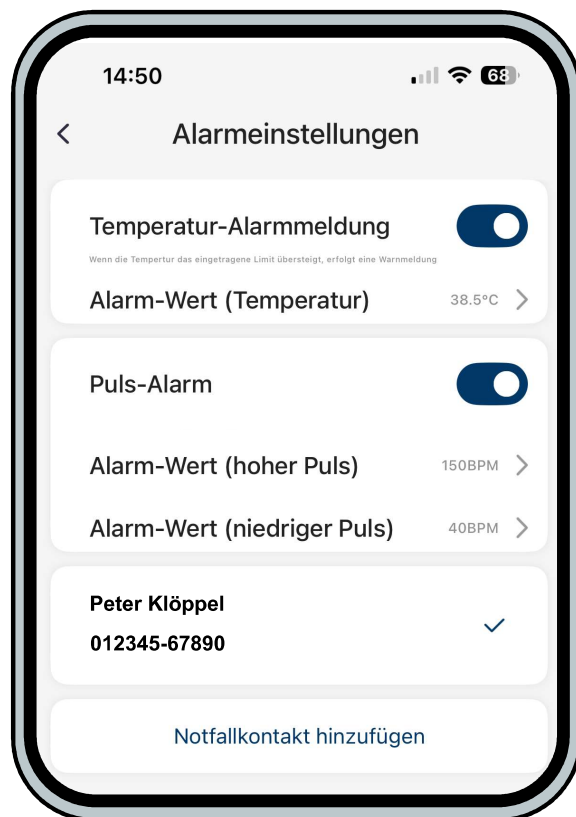 14:50
68
Alarmeinstellungen
Temperatur-Alarmmeldung
Wenn die Tempertur das eingetragene Limit übersteigt, erfolgt eine Warnmeldung
Alarm-Wert (Temperatur) 38.5°C
Puls-Alarm
Alarm-Wert (hoher Puls) 150BPM
Alarm-Wert (niedriger Puls) 40BPM
Peter Klöppel
012345-67890
Notfallkontakt hinzufügen